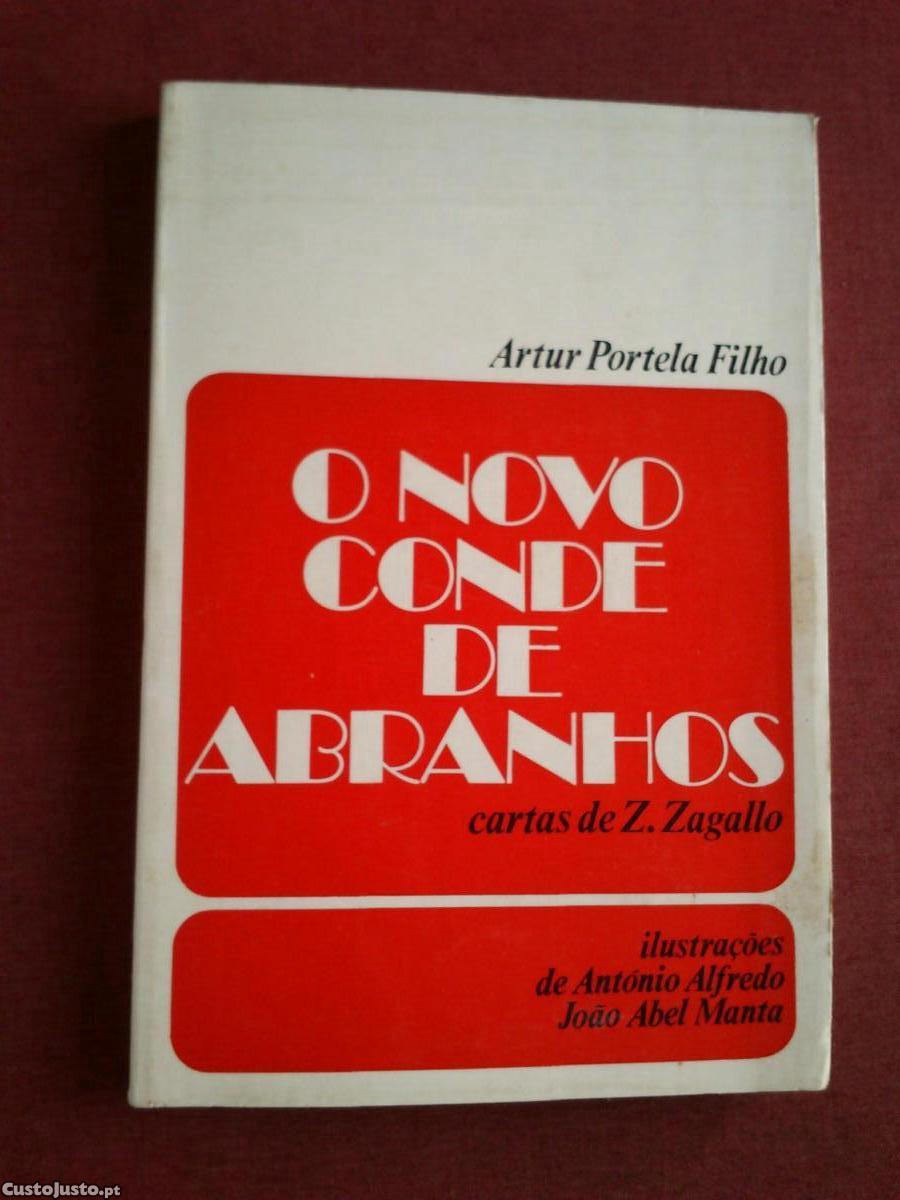 Artur Portela Filho
O NOVO
CONDE
DE
ABRANHOS
cartas de Z. Zagallo
ilustrações
de António Alfredo
João Abel Manta
CustoJusto.pt